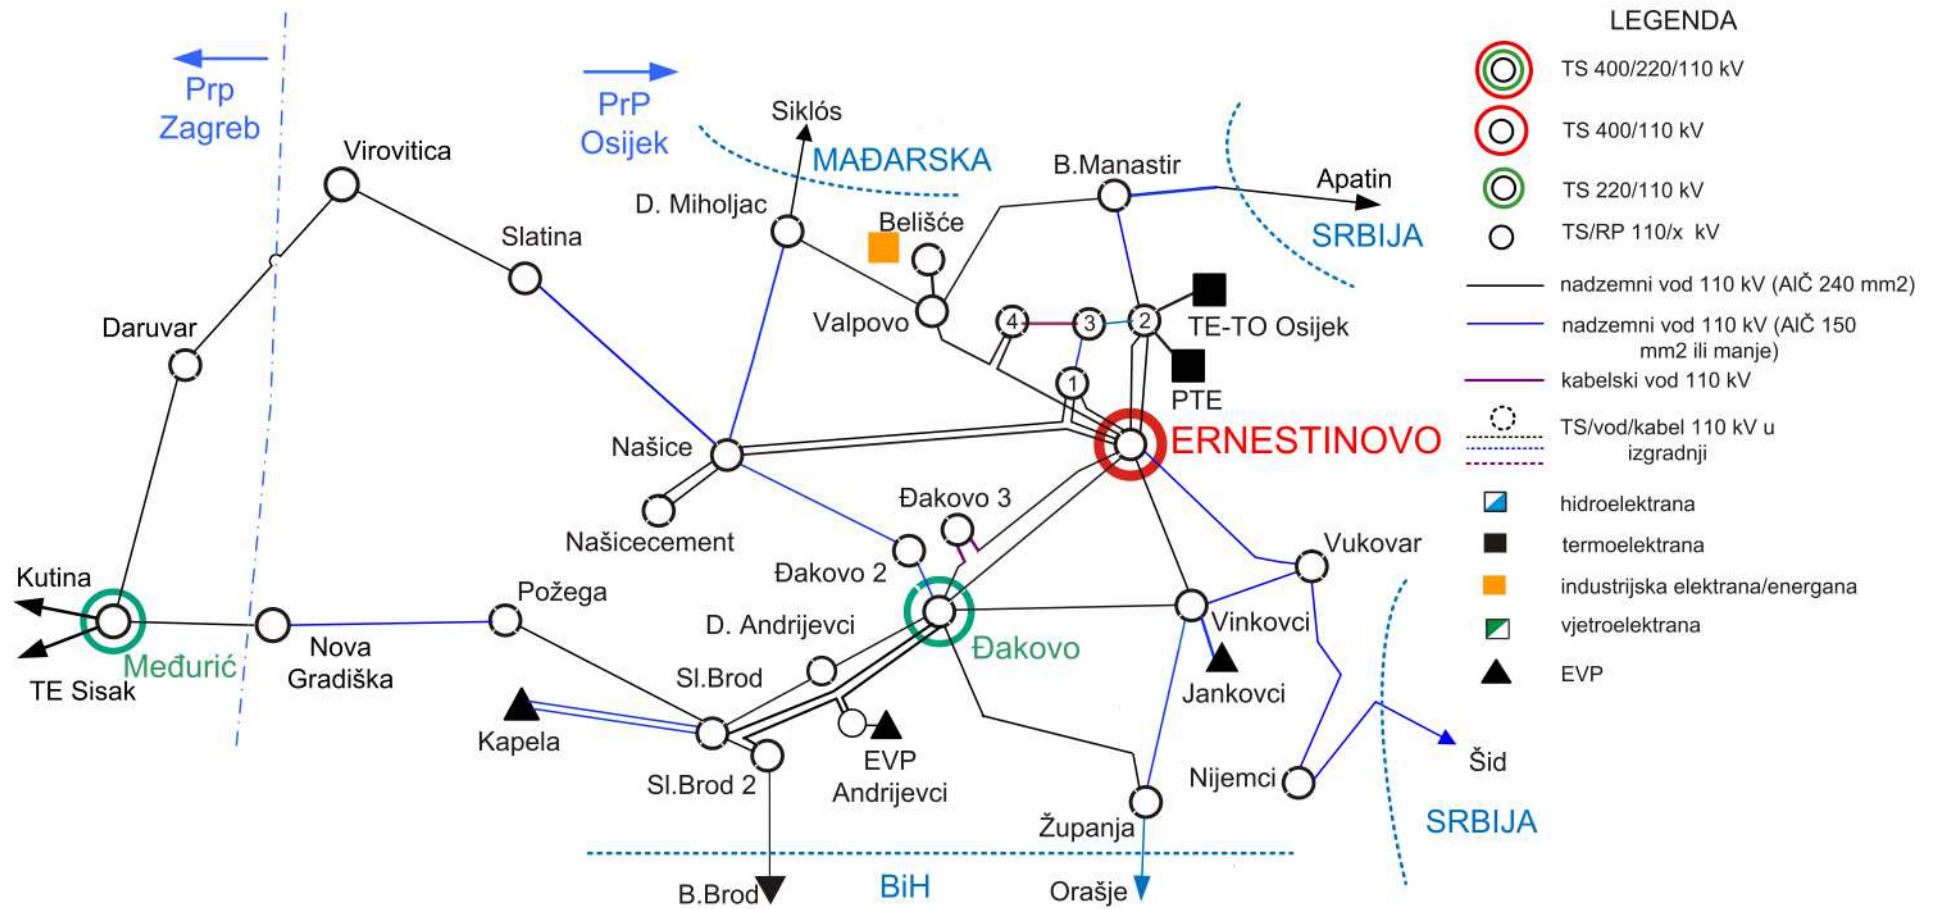 LEGENDA
TS 400/220/110 kV
TS 400/110 kV
TS 220/110 kV
TS/RP 110/x kV
nadzemni vod 110 kV (AlČ 240 mm2)
nadzemni vod 110 kV (AlČ 150
mm2 ili manje)
kabelski vod 110 kV
TS/vod/kabel 110 kV u
izgradnji
hidroelektrana
termoelektrana
industrijska elektrana/energana
vjetroelektrana
EVP
Prp
Zagreb
PrP
Osijek
Siklós
MAĐARSKA
Virovitica
B.Manastir
Apatin
SRBIJA
D. Miholjac
Belišće
Slatina
Daruvar
Valpovo
4
3
2
1
TE-TO Osijek
PTE
ERNESTINOVO
Našice
Našicecement
Đakovo 3
Đakovo 2
Vukovar
Kutina
Međurić
TE Sisak
Nova
Gradiška
Požega
D. Andrijevci
Đakovo
Vinkovci
Jankovci
Sl.Brod
Kapela
Sl.Brod 2
EVP
Andrijevci
Nijemci
Šid
SRBIJA
Županja
B.Brod
BiH
Orašje